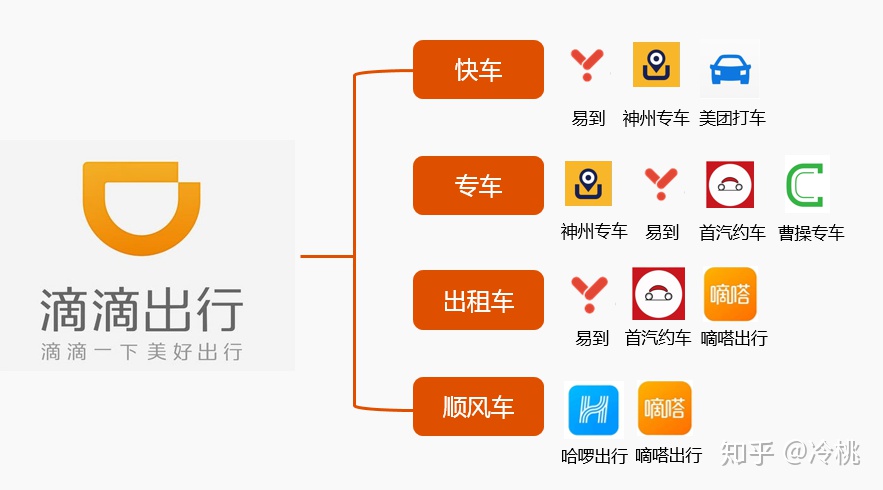 滴滴出行
滴滴一下美好出行
快车
易到 神州专车 美团打车
专车
神州专车 易到 首汽约车 曹操专车
出租车
嘀嗒
易到 首汽约车 嘀嗒出行
顺风车
嘀嗒
哈啰出行 嘀嗒出行
知乎 @冷桃